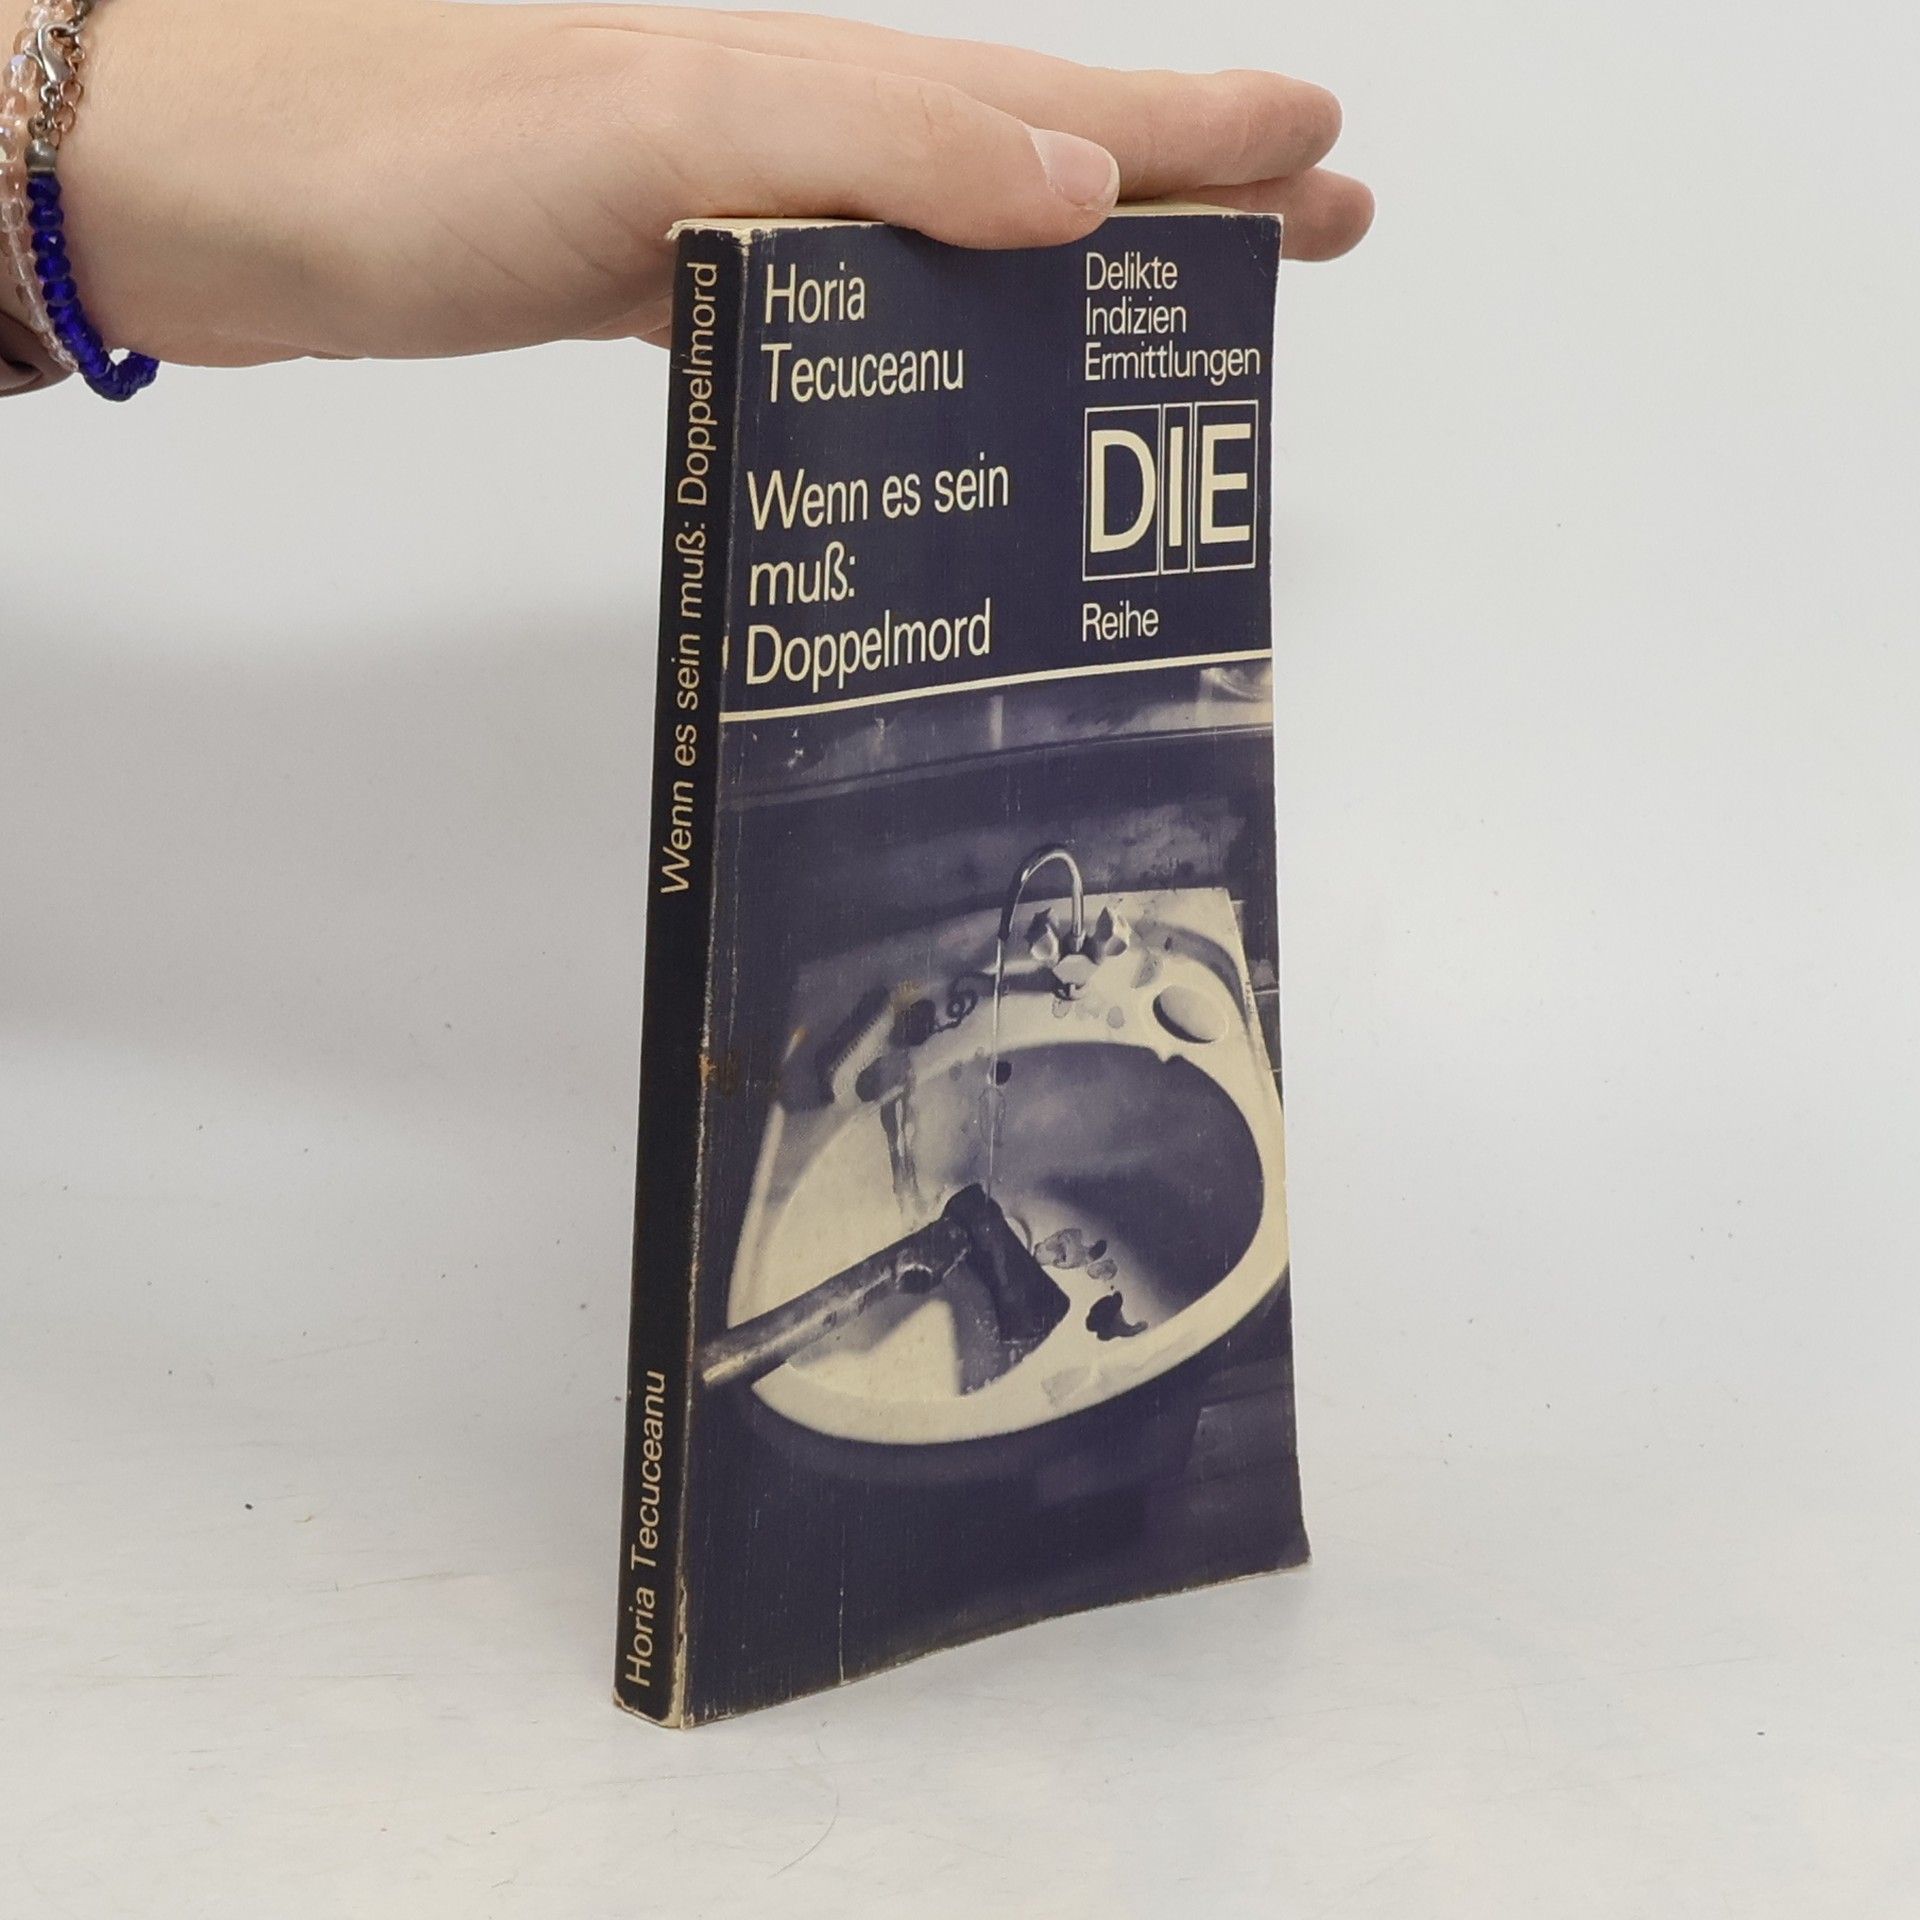 Wenn es sein muß: Doppelmord
Horia Tecuceanu
Horia
Tecuceanu
Wenn es sein
muß:
Doppelmord
Delikte
Indizien
Ermittlungen
DIE
Reihe